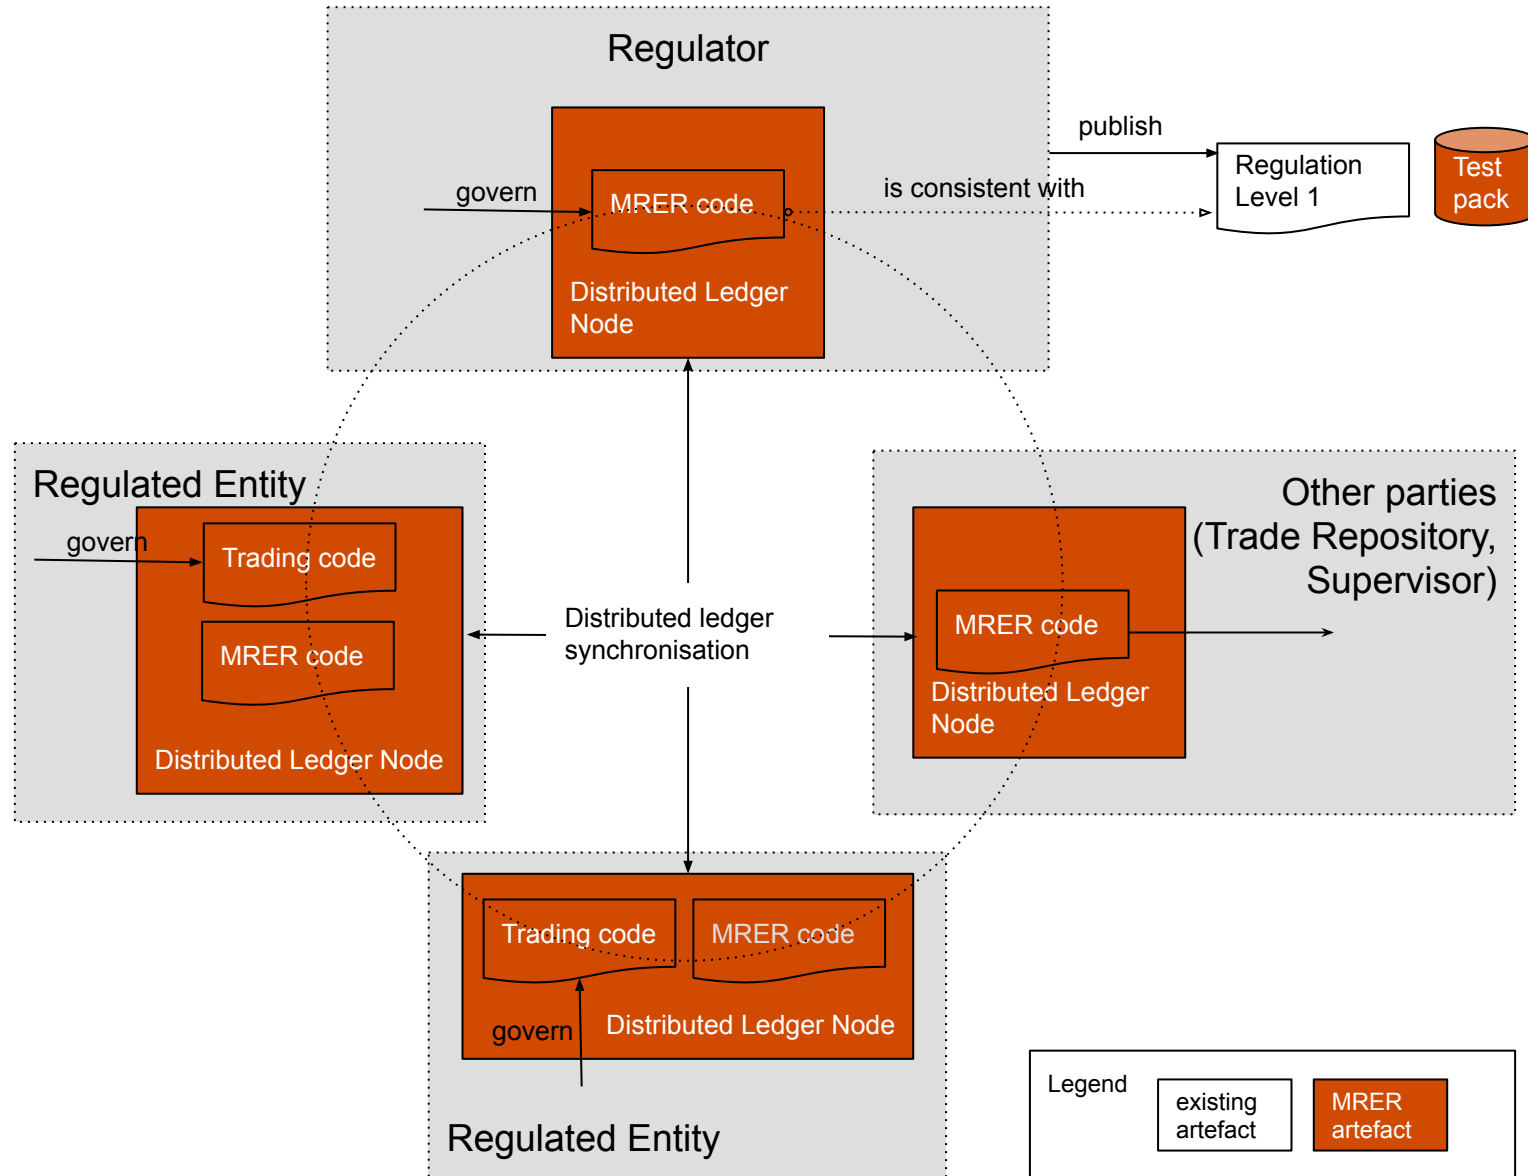 Regulator
publish
Regulation
Level 1
Test
pack
govern
MRER code
is consistent with
Distributed Ledger
Node
Regulated Entity
govern
Trading code
MRER code
Distributed Ledger Node
Distributed ledger
synchronisation
Other parties
(Trade Repository,
Supervisor)
MRER code
Distributed Ledger
Node
Trading code
MRER code
govern
Distributed Ledger Node
Regulated Entity
Legend
existing
artefact
MRER
artefact